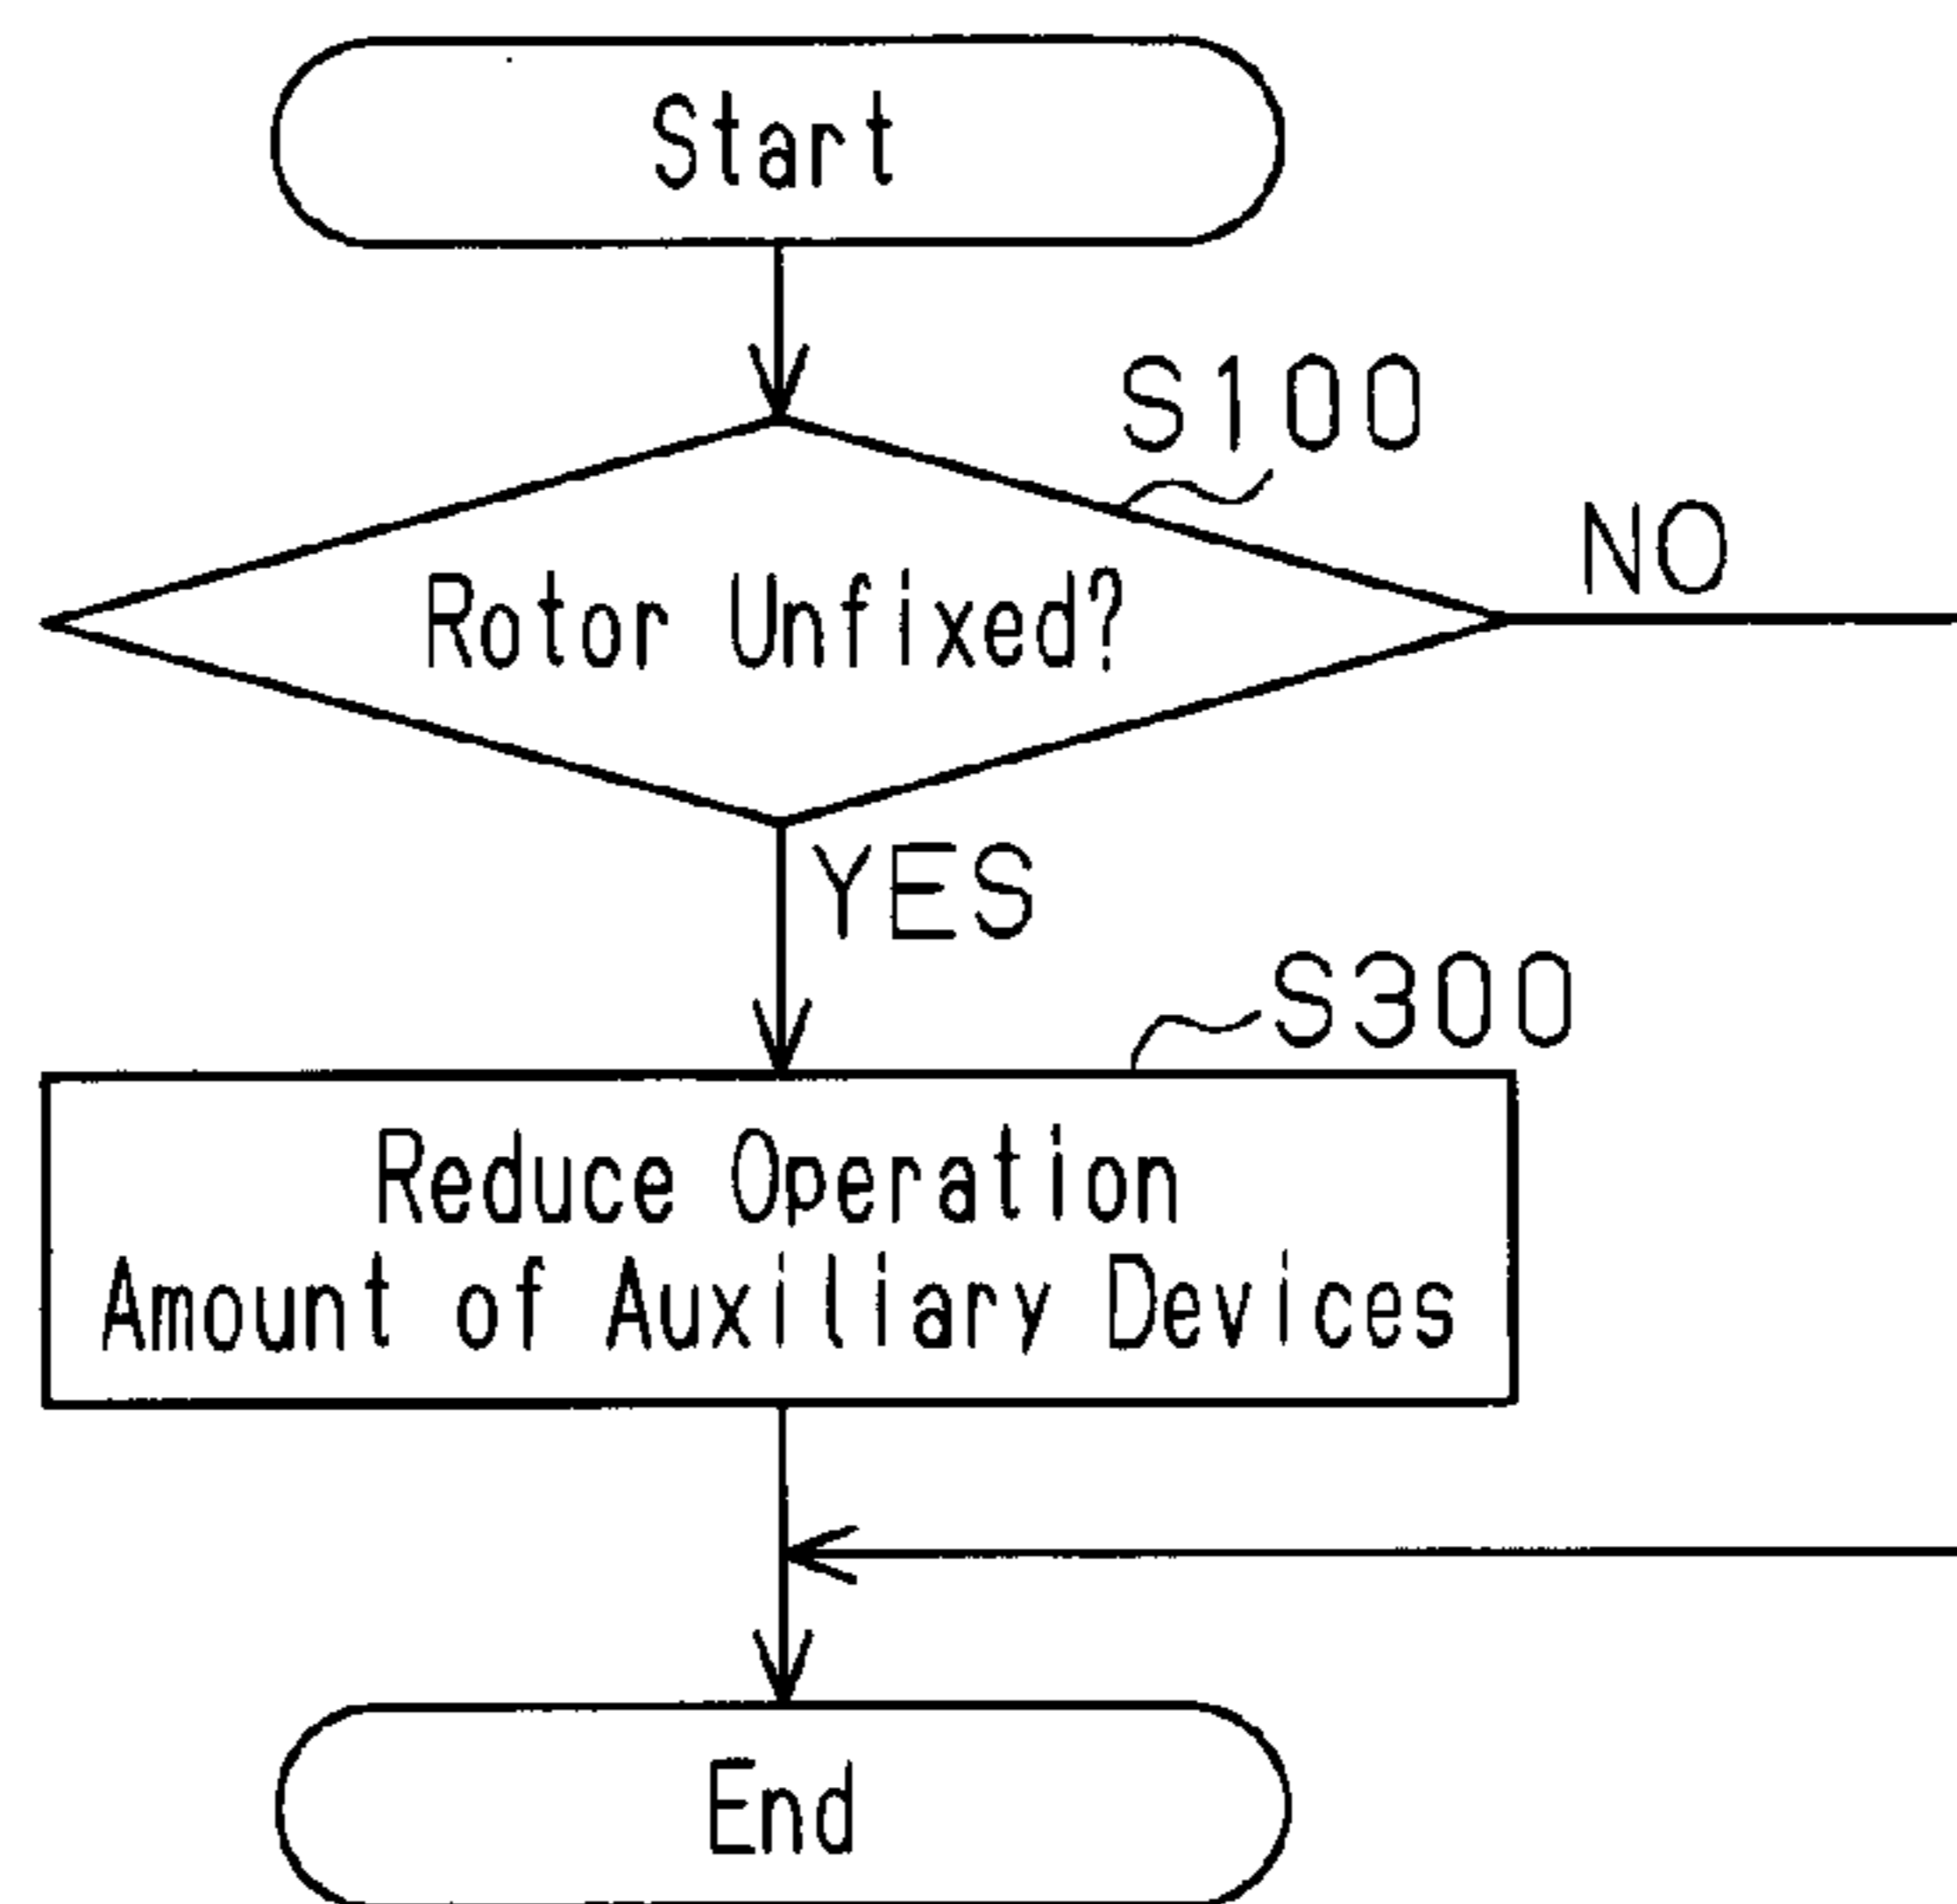 Start
S100
NO
Rotor Unfixed?
YES
S300
Reduce Operation
Amount of Auxiliary Devices
End